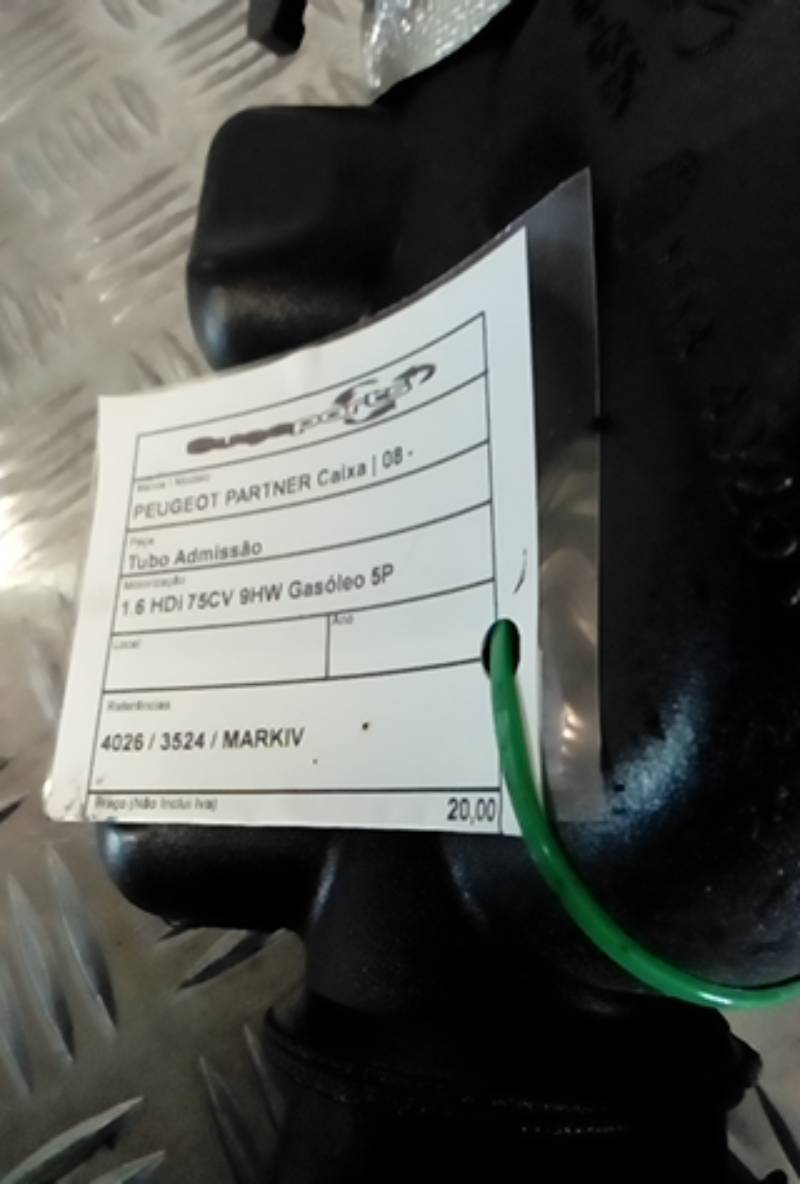 Marca / Modelo
PEUGEOT PARTNER Caixa | 08 -
Peça
Tubo Admissão
Motorização
1.6 HDI 75CV 9HW Gasóleo 5P
Local
Ano
Referências
4026 / 3524 / MARKIV
Preço (Não Inclui Iva)
20,00